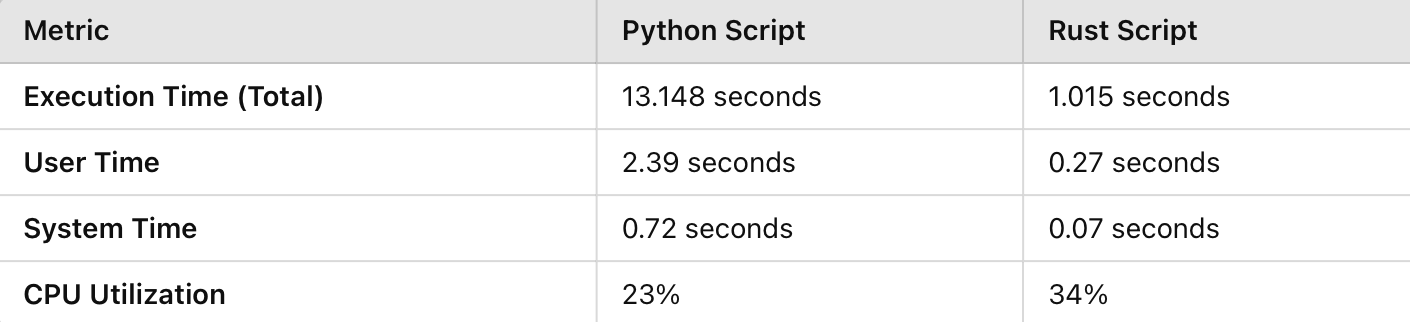 Metric Python Script Rust Script
Execution Time (Total) 13.148 seconds 1.015 seconds
User Time 2.39 seconds 0.27 seconds
System Time 0.72 seconds 0.07 seconds
CPU Utilization 23% 34%